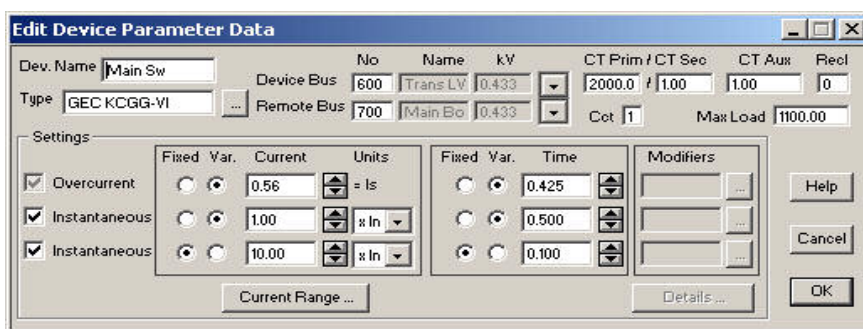 Edit Device Parameter Data
Dev. Name Main Sw
Type GEC KCGG-VI ...
No Name kV
Device Bus 600 Trans LV 0.433
Remote Bus 700 Main Bo 0.433
CT Prim / CT Sec CT Aux Recl
2000.0 / 1.00 1.00 0
Cct 1 Max Load 1100.00
Settings
Fixed Var. Current Units Fixed Var. Time Modifiers
Overcurrent 0.56 = Is 0.425 ...
Instantaneous 1.00 x In 0.500 ...
Instantaneous 10.00 x In 0.100 ...
Current Range ... Details ...
Help
Cancel
OK